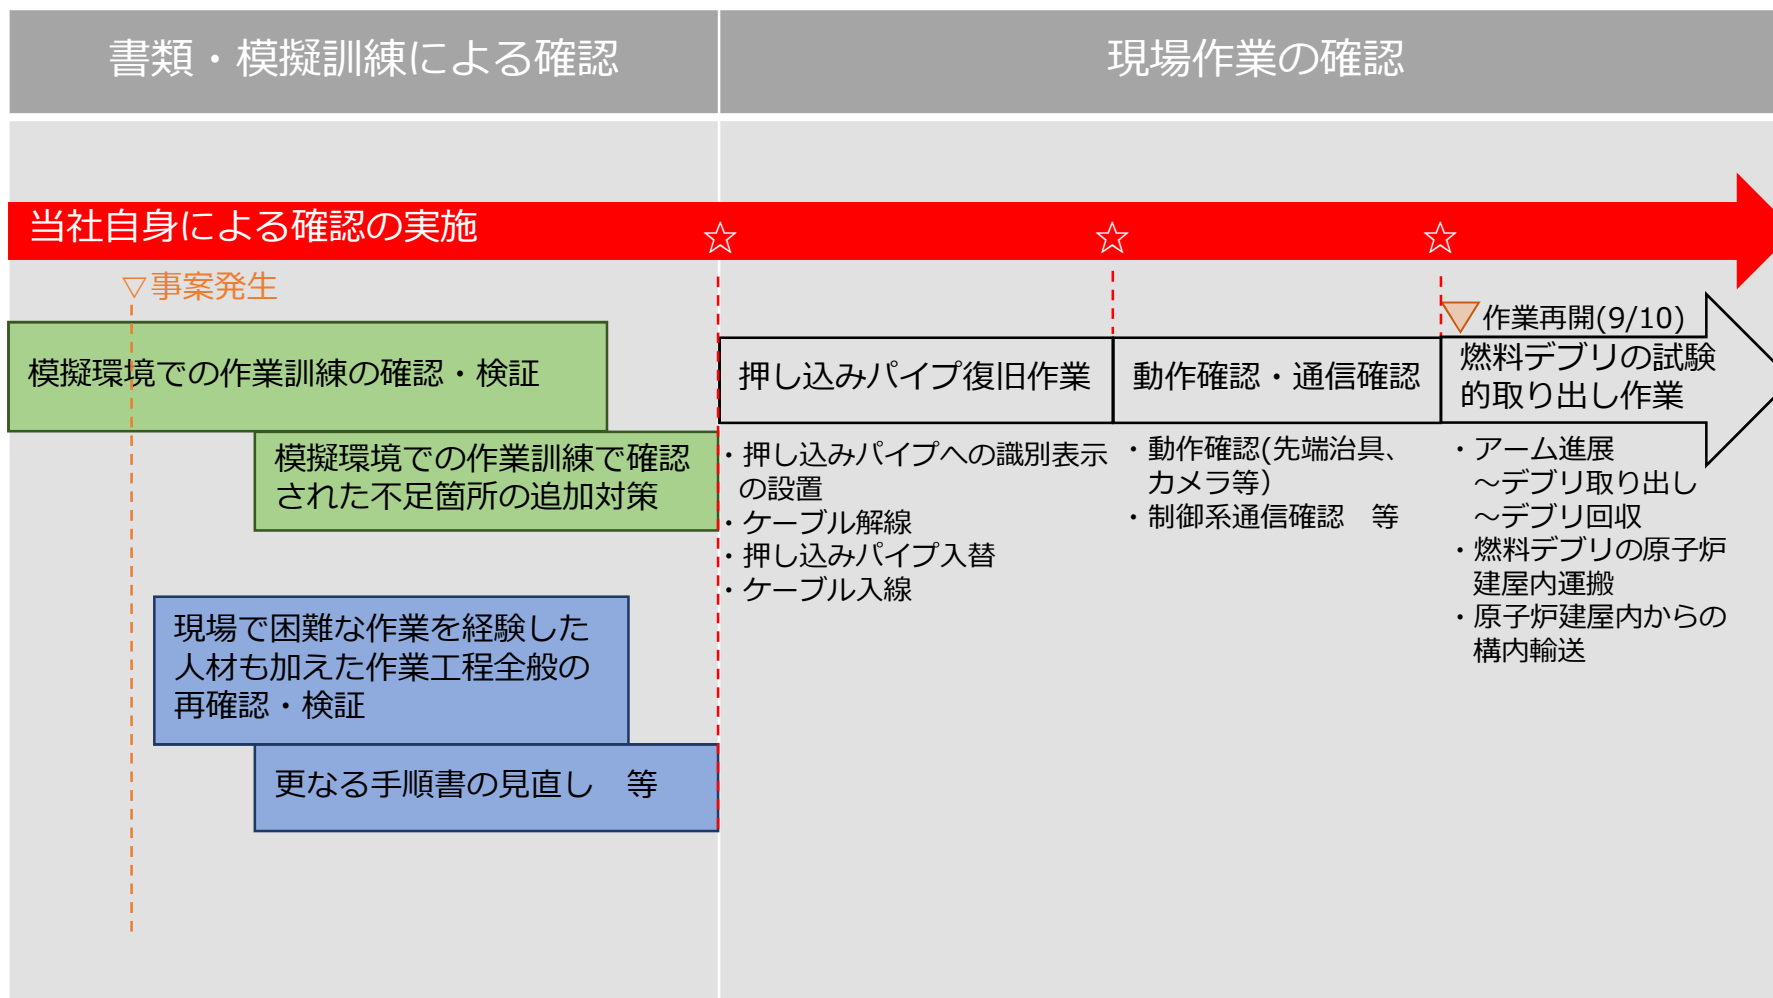 書類・模擬訓練による確認
現場作業の確認
当社自身による確認の実施
☆
☆
☆
▽事案発生
模擬環境での作業訓練の確認・検証
模擬環境での作業訓練で確認
された不足箇所の追加対策
現場で困難な作業を経験した
人材も加えた作業工程全般の
再確認・検証
更なる手順書の見直し　等
押し込みパイプ復旧作業
・押し込みパイプへの識別表示
の設置
・ケーブル解線
・押し込みパイプ入替
・ケーブル入線
動作確認・通信確認
・動作確認(先端治具、
カメラ等）
・制御系通信確認　等
作業再開(9/10)
燃料デブリの試験
的取り出し作業
・アーム進展
～デブリ取り出し
～デブリ回収
・燃料デブリの原子炉
建屋内運搬
・原子炉建屋内からの
構内輸送